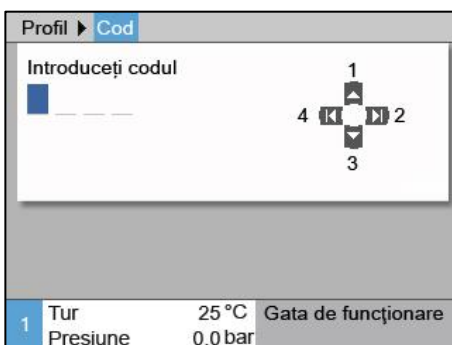 Profil ▶ Cod
Introduceți codul
1
4 2
3
1 Tur 25 °C Gata de funcționare
Presiune 0.0 bar